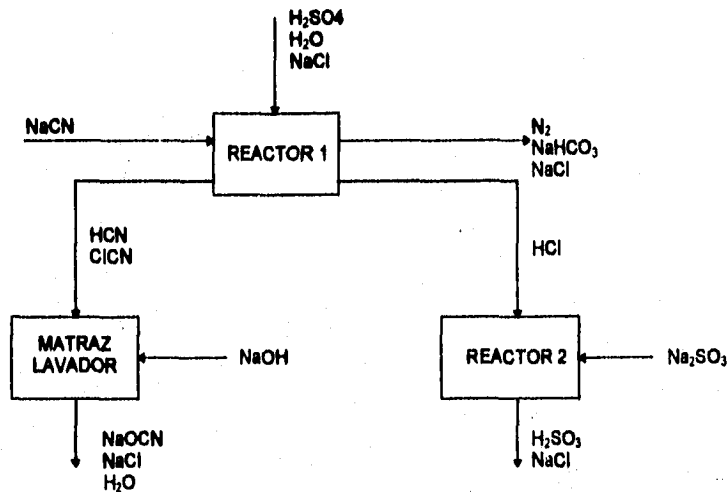 H₂SO4
H₂O
NaCl
NaCN
REACTOR 1
N₂
NaHCO₃
NaCl
HCN
ClCN
HCl
MATRAZ
LAVADOR
NaOH
REACTOR 2
Na₂SO₃
NaOCN
NaCl
H₂O
H₂SO₃
NaCl